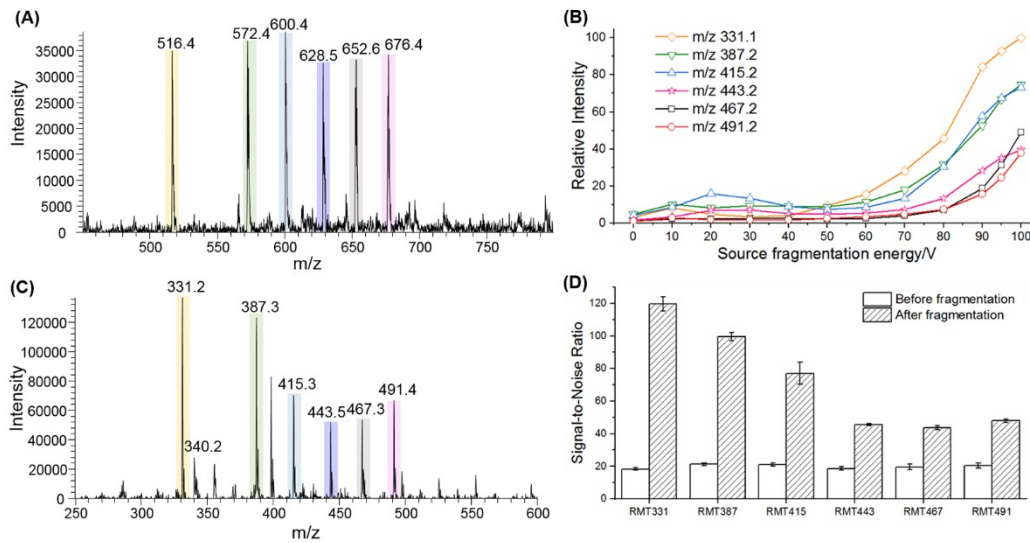 (A)
516.4
572.4
600.4
628.5
652.6
676.4
35000
30000
25000
20000
15000
10000
5000
0
Intensity
500
550
600
650
700
750
m/z
(B)
m/z 331.1
m/z 387.2
m/z 415.2
m/z 443.2
m/z 467.2
m/z 491.2
100
80
60
40
20
0
Relative Intensity
0 10 20 30 40 50 60 70 80 90 100
Source fragmentation energy/V
(C)
331.2
387.3
340.2
415.3
443.5
467.3
491.4
120000
100000
80000
60000
40000
20000
0
Intensity
250 300 350 400 450 500 550 600
m/z
(D)
Before fragmentation
After fragmentation
120
100
80
60
40
20
0
Signal-to-Noise Ratio
RMT331 RMT387 RMT415 RMT443 RMT467 RMT491